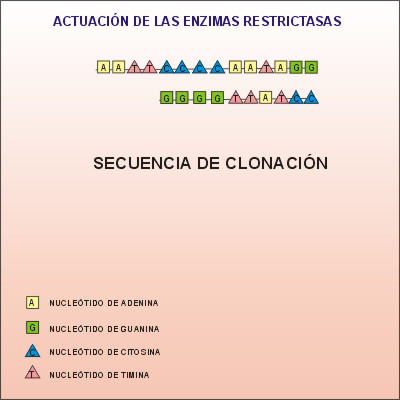 ACTUACIÓN DE LAS ENZIMAS RESTRICTASAS
A A T T C C C C A A T A G G
G G G G T T A T C C
SECUENCIA DE CLONACIÓN
A NUCLEÓTIDO DE ADENINA
G NUCLEÓTIDO DE GUANINA
C NUCLEÓTIDO DE CITOSINA
T NUCLEÓTIDO DE TIMINA